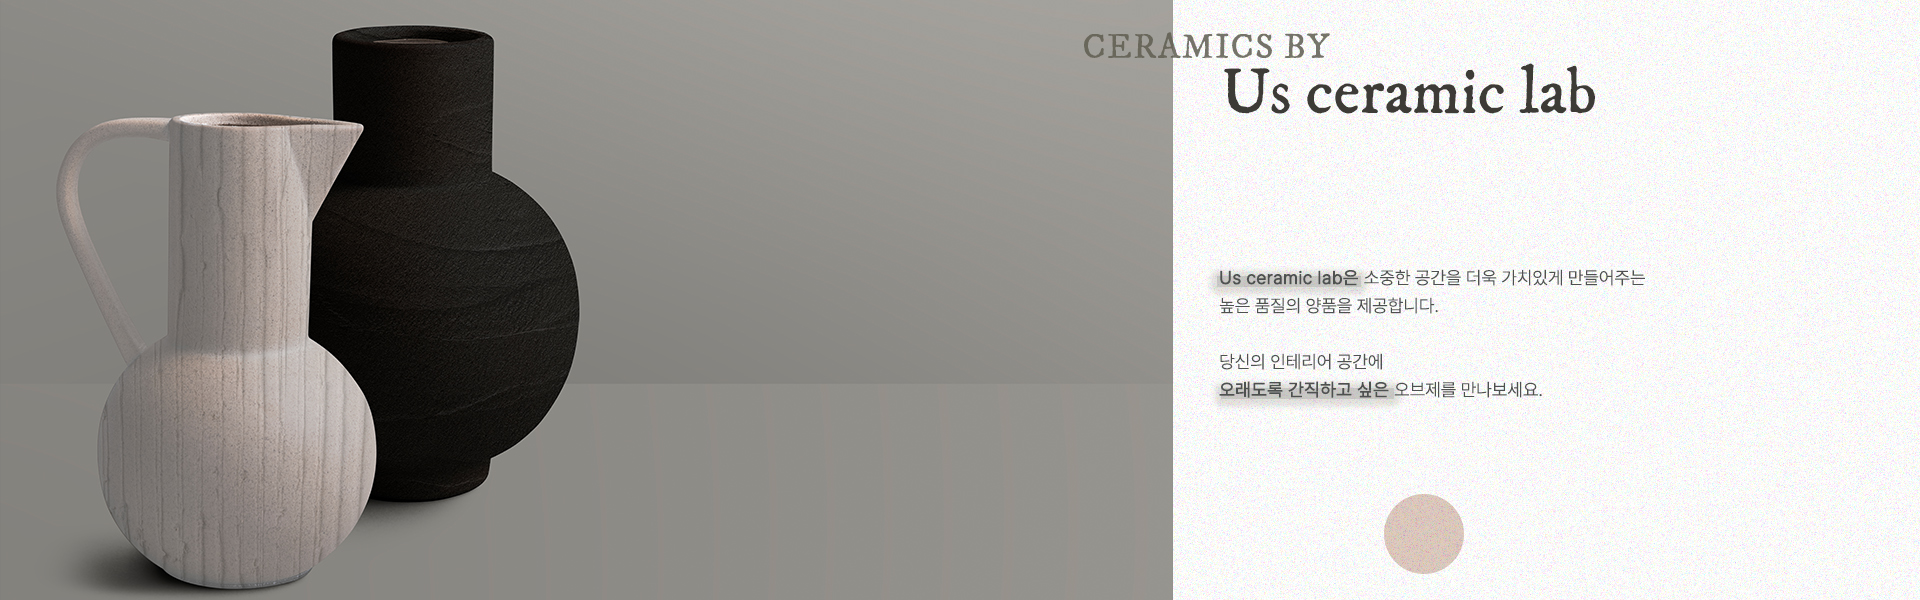 CERAMICS BY
Us ceramic lab
Us ceramic lab은 소중한 공간을 더욱 가치있게 만들어주는
높은 품질의 양품을 제공합니다.
당신의 인테리어 공간에
오래도록 간직하고 싶은 오브제를 만나보세요.